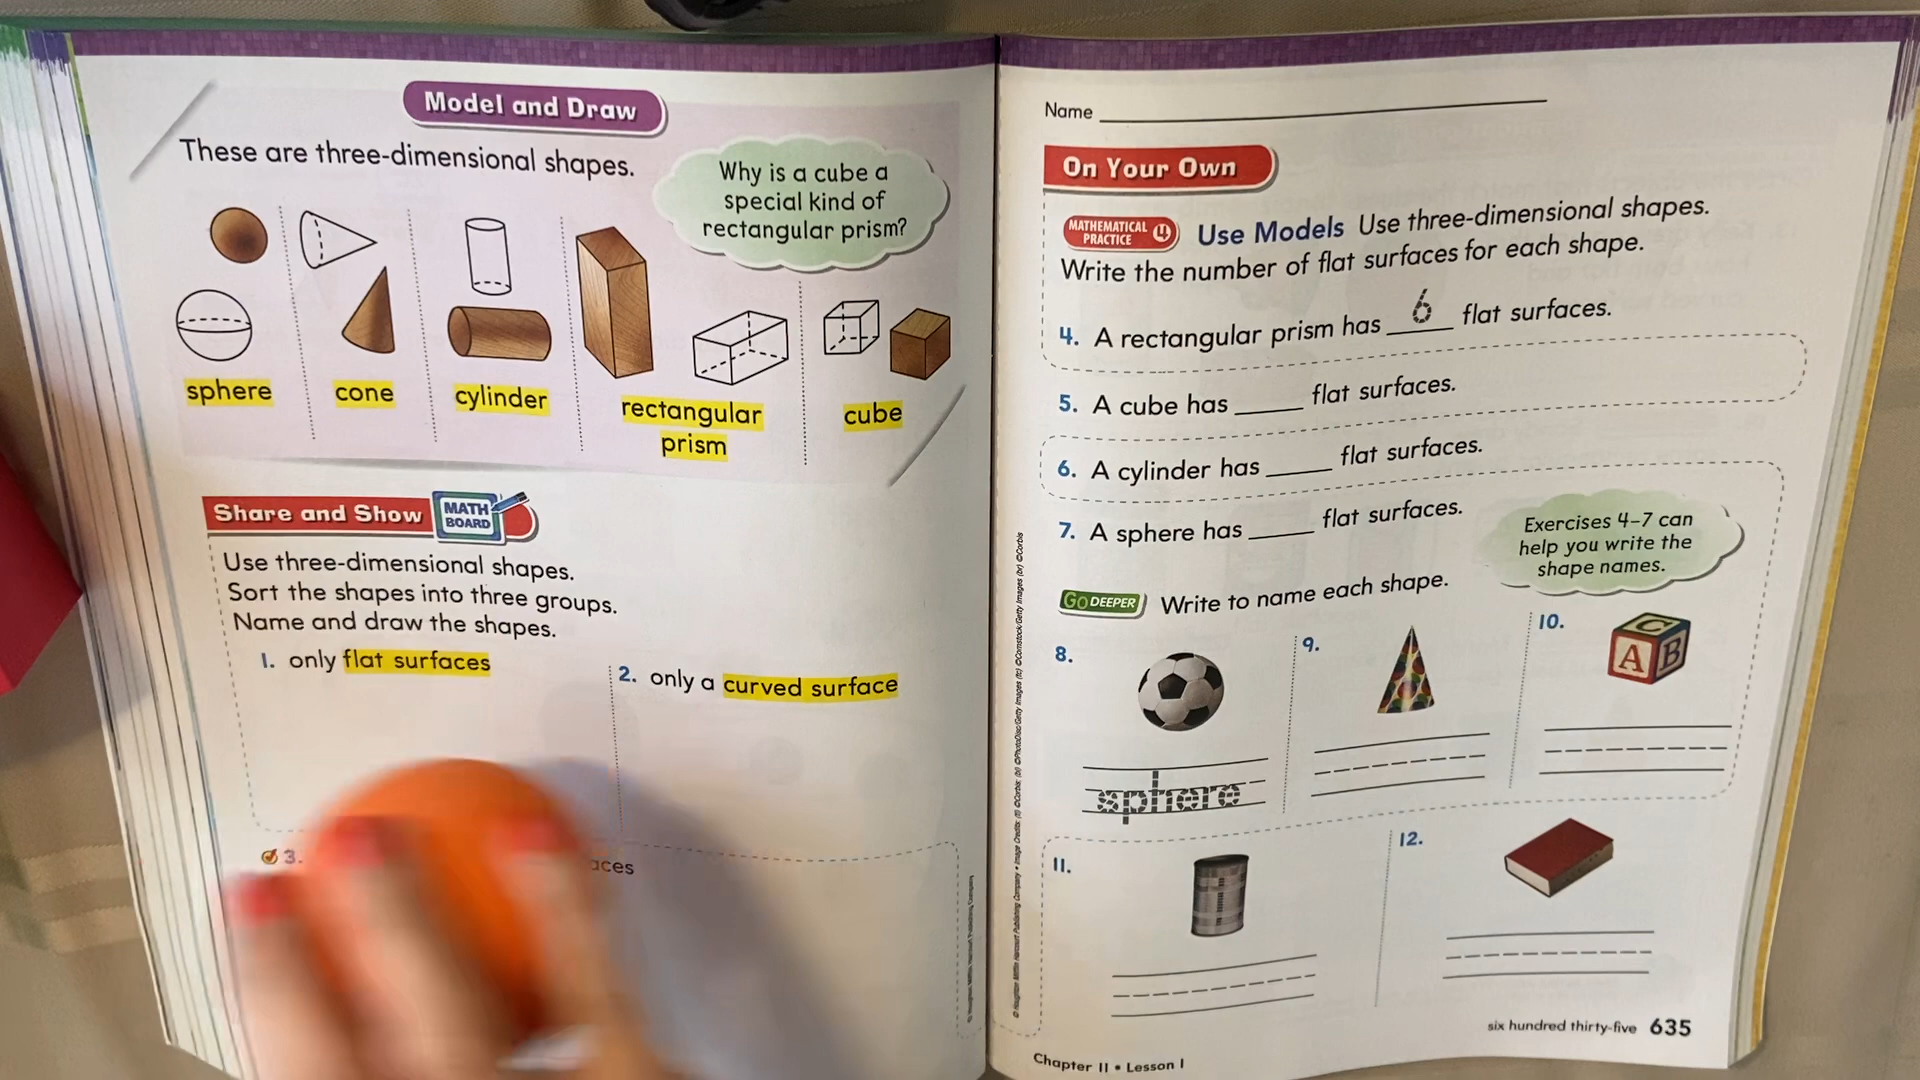 Model and Draw
These are three-dimensional shapes.
Why is a cube a
special kind of
rectangular prism?
sphere
cone
cylinder
rectangular
prism
cube
Share and Show
MATH
BOARD
Use three-dimensional shapes.
Sort the shapes into three groups.
Name and draw the shapes.
1. only flat surfaces
2. only a curved surface
3.
Name
On Your Own
MATHEMATICAL
PRACTICE 4
Use Models Use three-dimensional shapes.
Write the number of flat surfaces for each shape.
4. A rectangular prism has 6 flat surfaces.
5. A cube has _____ flat surfaces.
6. A cylinder has _____ flat surfaces.
7. A sphere has _____ flat surfaces.
Exercises 4–7 can
help you write the
shape names.
GO DEEPER Write to name each shape.
8.
9.
10.
C
A B
sphere
11.
12.
Chapter 11 • Lesson 1
six hundred thirty-five 635